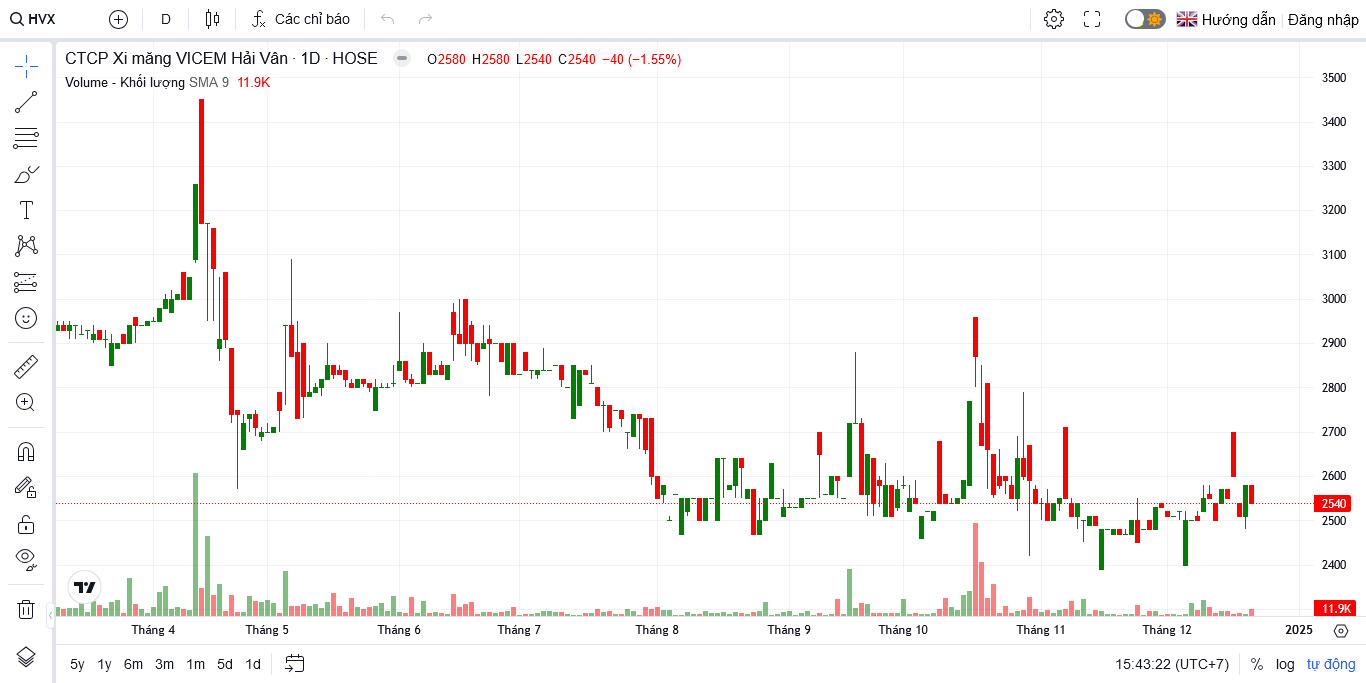 HVX D Các chỉ báo Hướng dẫn Đăng nhập
CTCP Xi măng VICEM Hải Vân · 1D · HOSE O2580 H2580 L2540 C2540 −40 (−1.55%)
Volume - Khối lượng SMA 9 11.9K
3500
3400
3300
3200
3100
3000
2900
2800
2700
2600
2540
2500
2400
11.9K
Tháng 4 Tháng 5 Tháng 6 Tháng 7 Tháng 8 Tháng 9 Tháng 10 Tháng 11 Tháng 12 2025
5y 1y 6m 3m 1m 5d 1d 15:43:22 (UTC+7) % log tự động